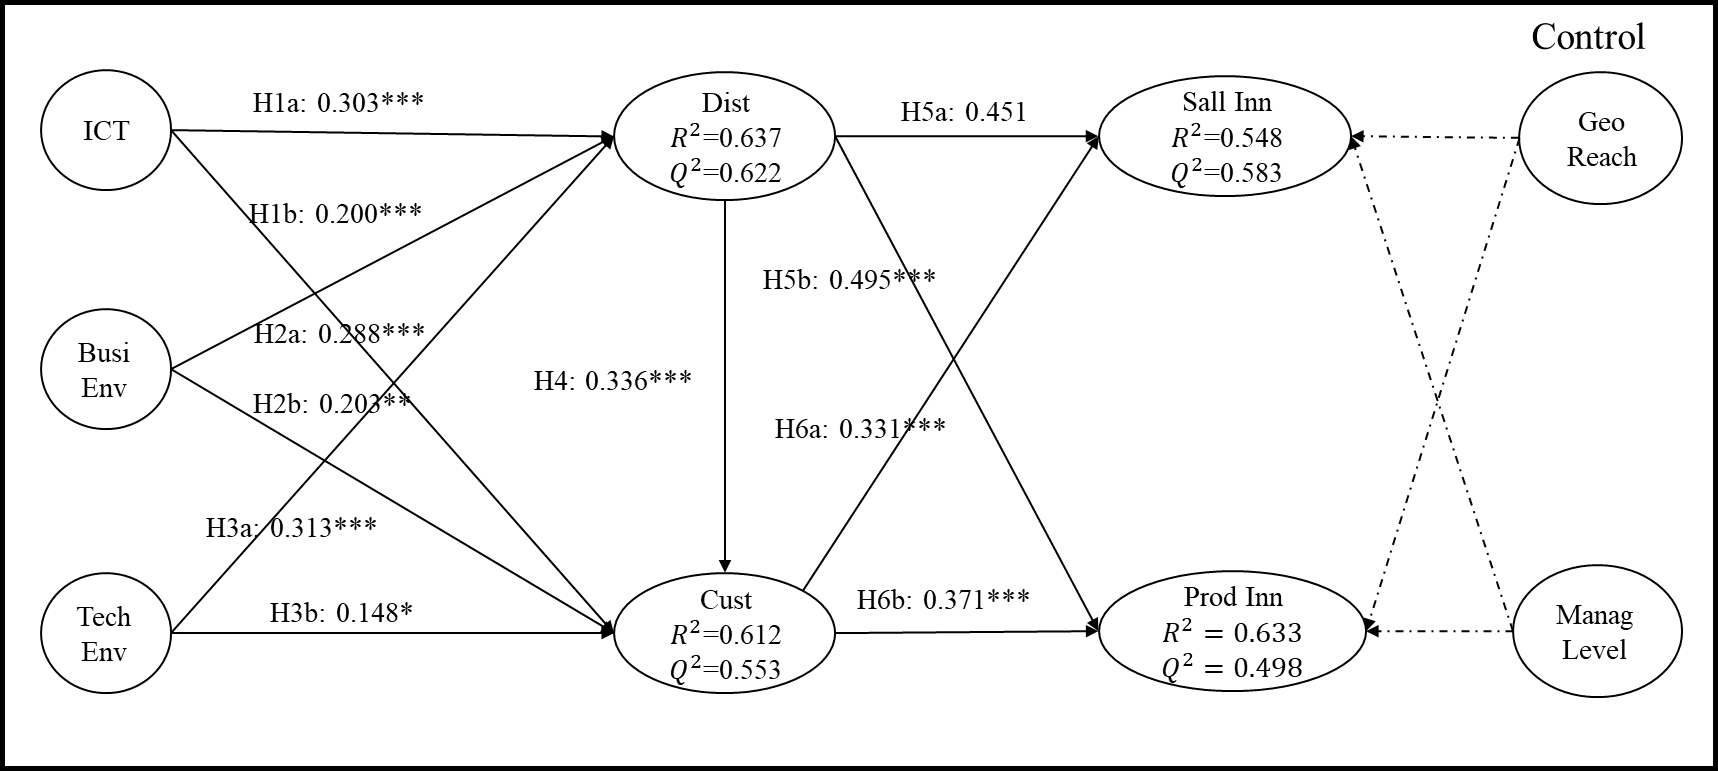 Control
ICT
H1a: 0.303***
Dist
R²=0.637
Q²=0.622
H5a: 0.451
Sall Inn
R²=0.548
Q²=0.583
Geo
Reach
H1b: 0.200***
H5b: 0.495***
Busi
Env
H2a: 0.288***
H4: 0.336***
H2b: 0.203**
H6a: 0.331***
H3a: 0.313***
Tech
Env
H3b: 0.148*
Cust
R²=0.612
Q²=0.553
H6b: 0.371***
Prod Inn
R² = 0.633
Q² = 0.498
Manag
Level